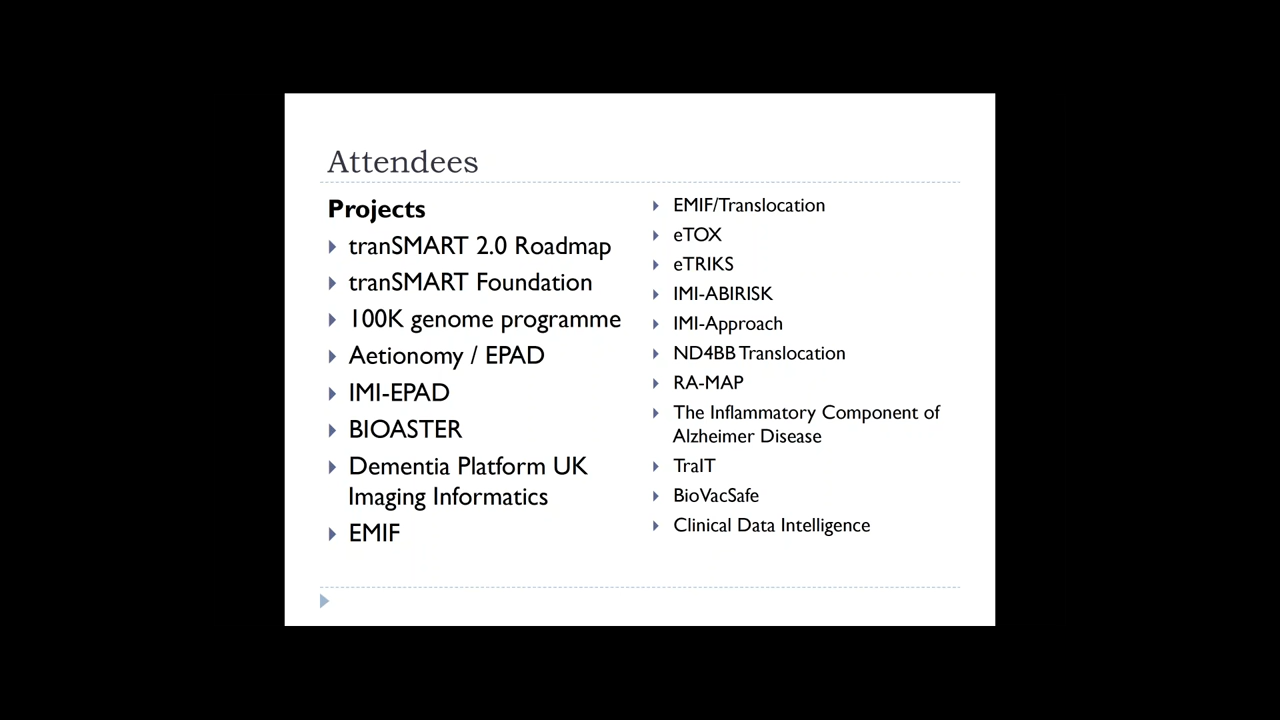 Attendees
Projects
tranSMART 2.0 Roadmap
tranSMART Foundation
100K genome programme
Aetionomy / EPAD
IMI-EPAD
BIOASTER
Dementia Platform UK
Imaging Informatics
EMIF
EMIF/Translocation
eTOX
eTRIKS
IMI-ABIRISK
IMI-Approach
ND4BB Translocation
RA-MAP
The Inflammatory Component of
Alzheimer Disease
TraIT
BioVacSafe
Clinical Data Intelligence